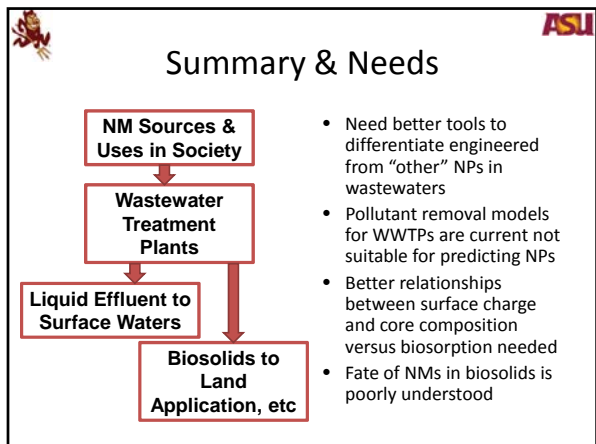 ASU
Summary & Needs
NM Sources &
Uses in Society
Wastewater
Treatment
Plants
Liquid Effluent to
Surface Waters
Biosolids to
Land
Application, etc
• Need better tools to
differentiate engineered
from “other” NPs in
wastewaters
• Pollutant removal models
for WWTPs are current not
suitable for predicting NPs
• Better relationships
between surface charge
and core composition
versus biosorption needed
• Fate of NMs in biosolids is
poorly understood